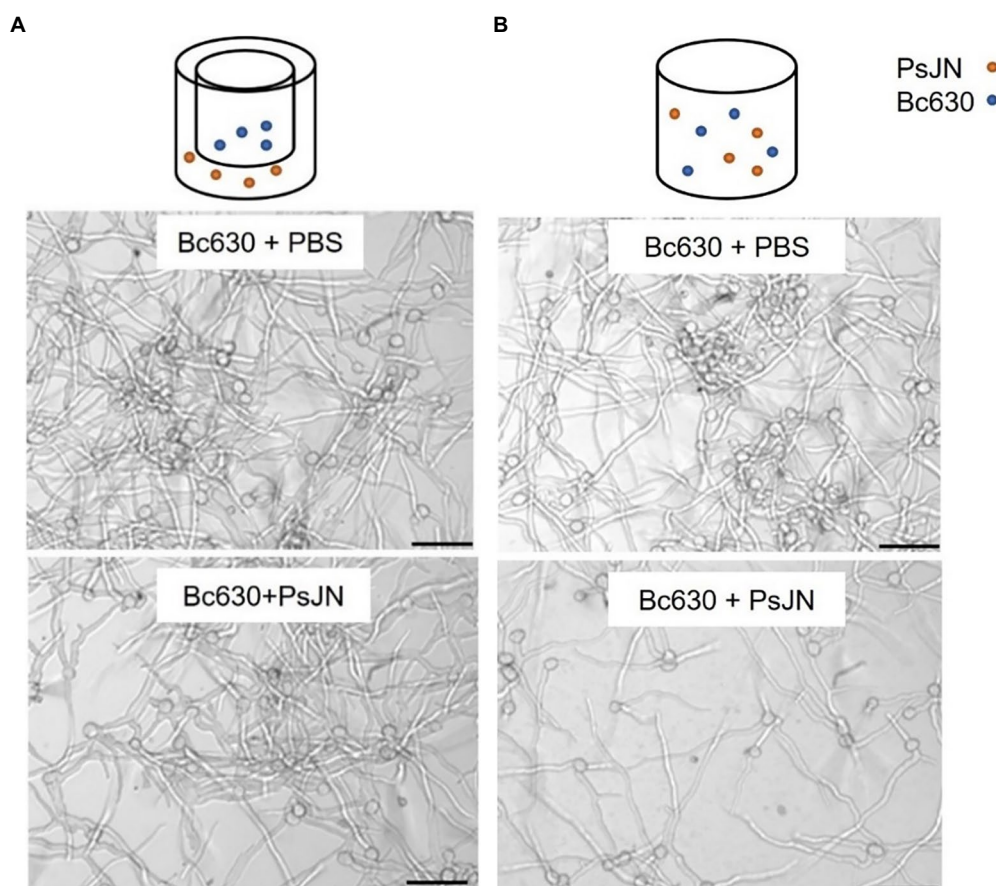 A
B
PsJN
Bc630
Bc630 + PBS
Bc630 + PBS
Bc630+PsJN
Bc630 + PsJN